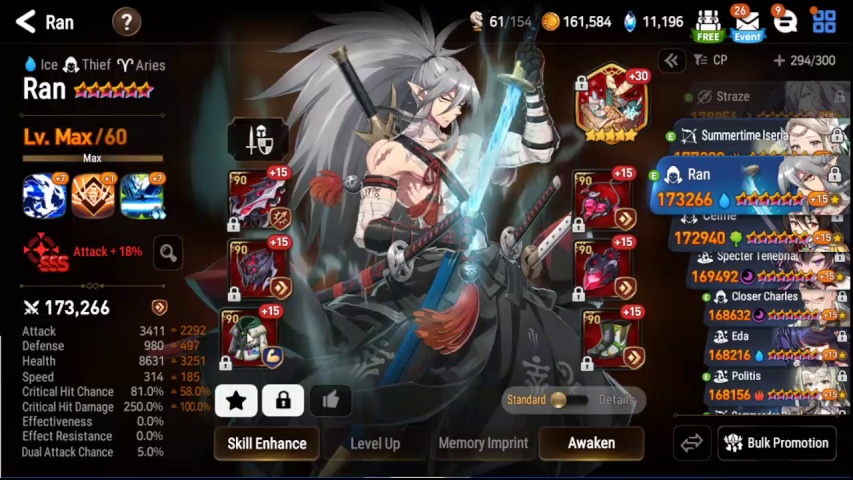 Ran
?
61/154
161,584
11,196
FREE
26
Event
9
Ice Thief Aries
Ran
Lv. Max/60
Max
+7
+1
+7
SSS
Attack + 18%
173,266
Attack 3411 2292
Defense 980 497
Health 8631 3251
Speed 314 185
Critical Hit Chance 81.0% 58.0%
Critical Hit Damage 250.0% 100.0%
Effectiveness 0.0%
Effect Resistance 0.0%
Dual Attack Chance 5.0%
90
+15
90
+15
90
+15
+30
90
+15
90
+15
90
+15
Standard
Details
Skill Enhance
Level Up
Memory Imprint
Awaken
CP
294/300
Straze
Summertime Iseria
Ran
173266
+15
172940
+15
Specter Tenebria
169492
+15
Closer Charles
168632
+15
Eda
168216
+15
Politis
168156
+15
Bulk Promotion